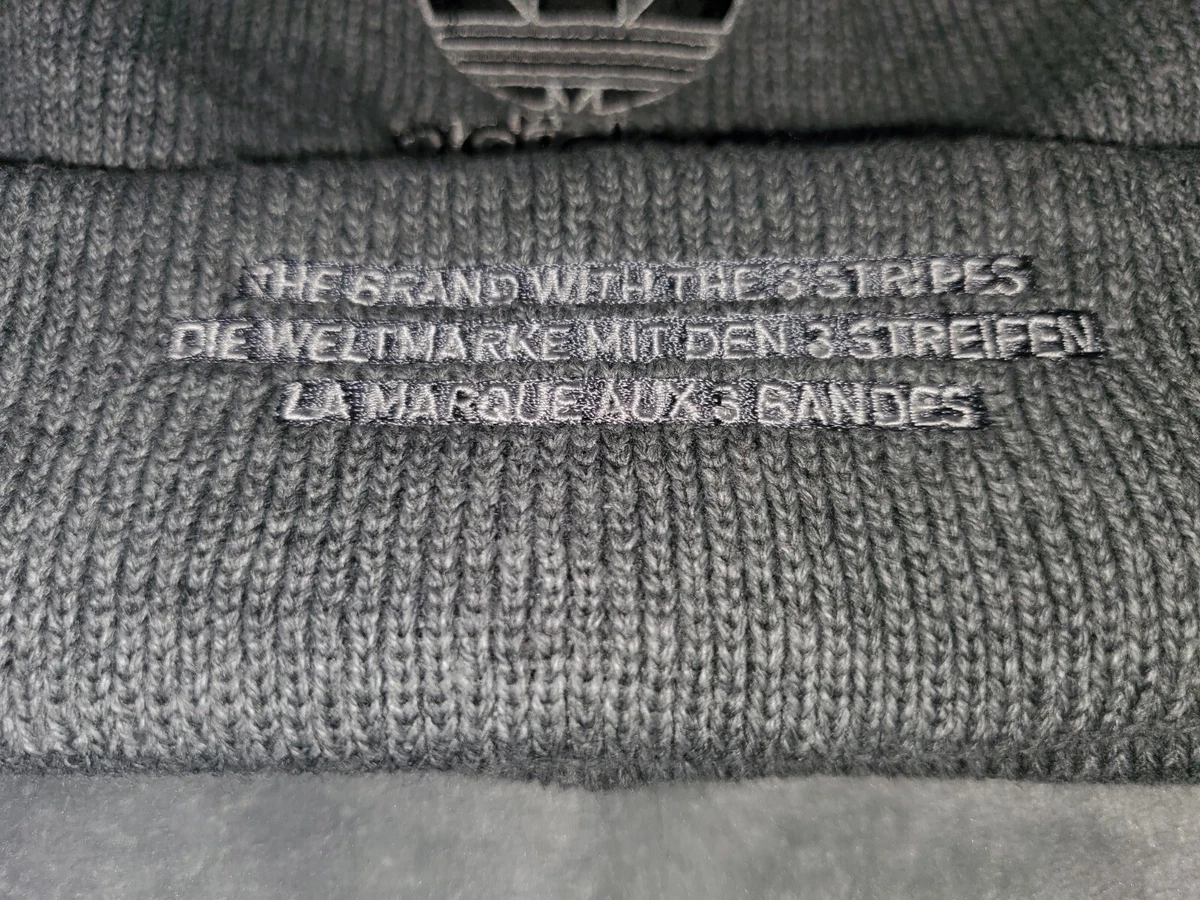 THE BRAND WITH THE 3 STRIPES
DIE WELTMARKE MIT DEN 3 STREIFEN
LA MARQUE AUX 3 BANDES